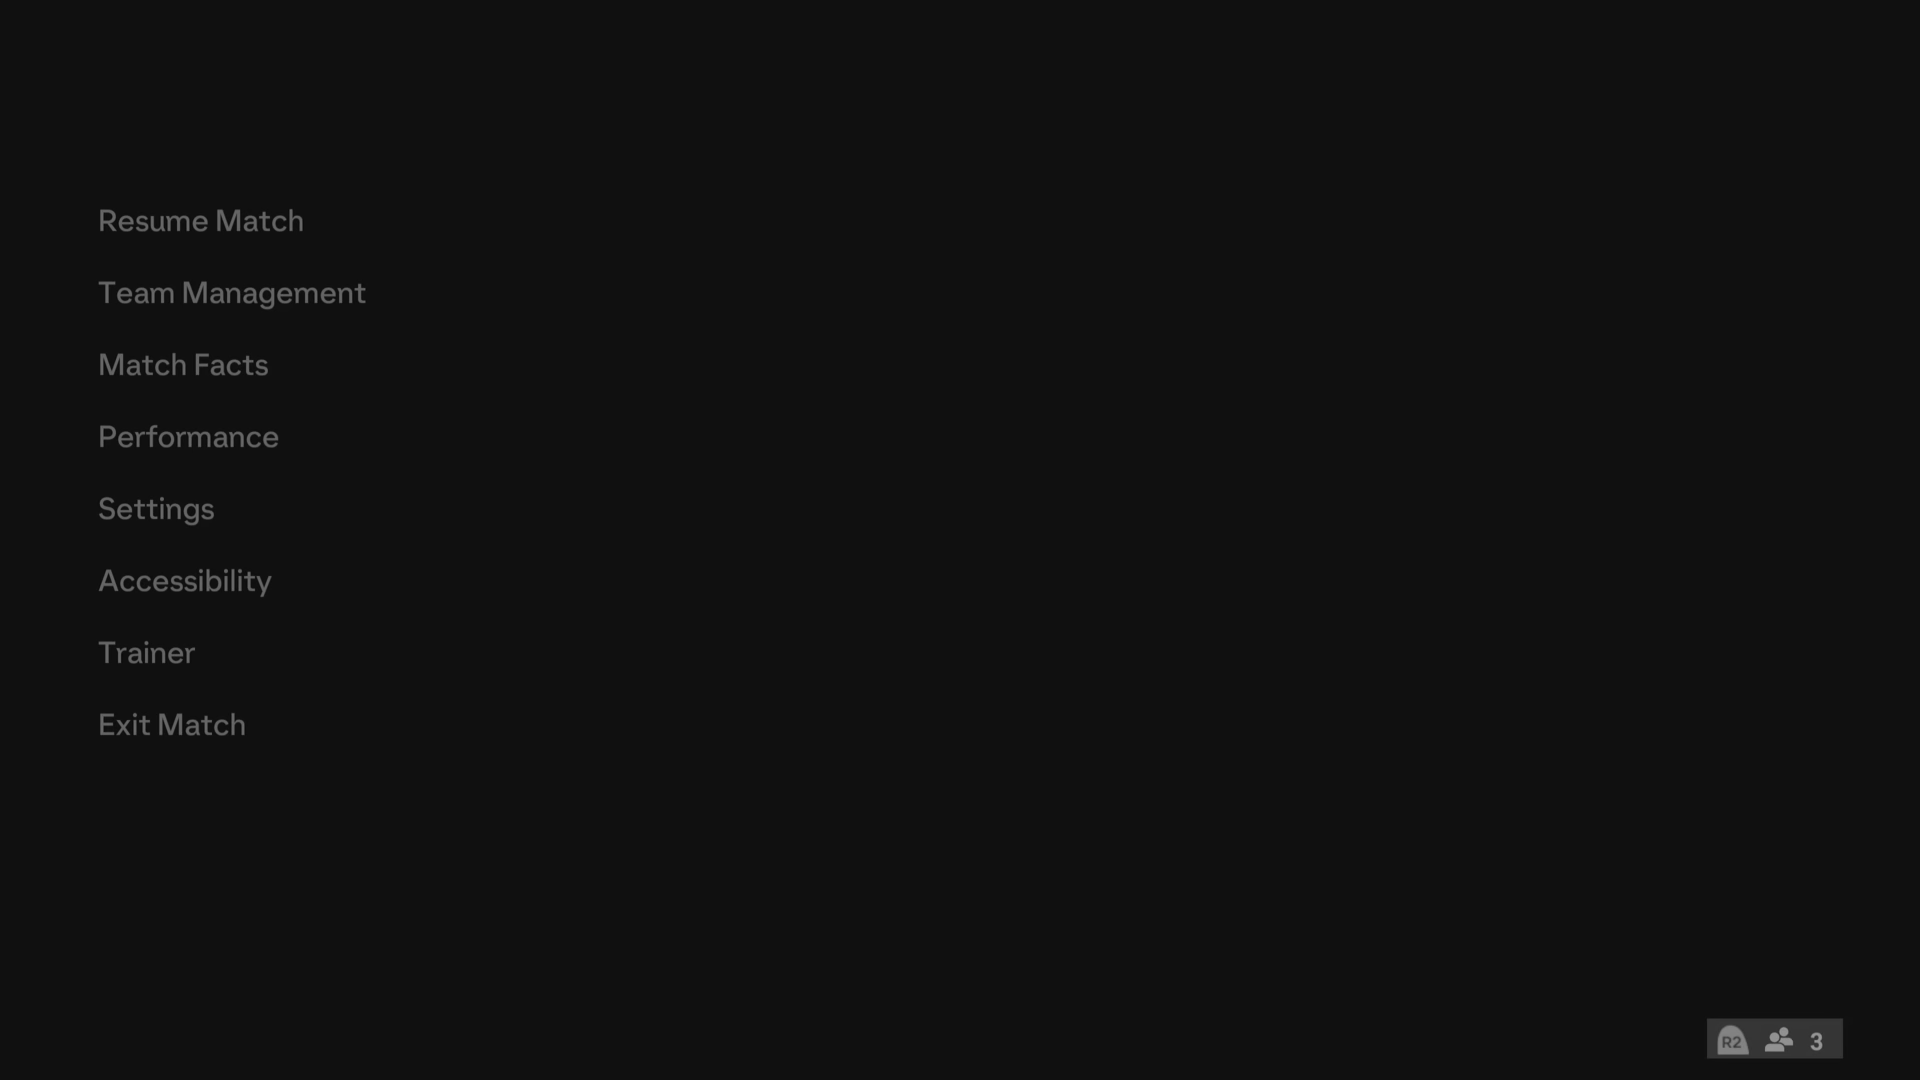 Resume Match
Team Management
Match Facts
Performance
Settings
Accessibility
Trainer
Exit Match
R2 3